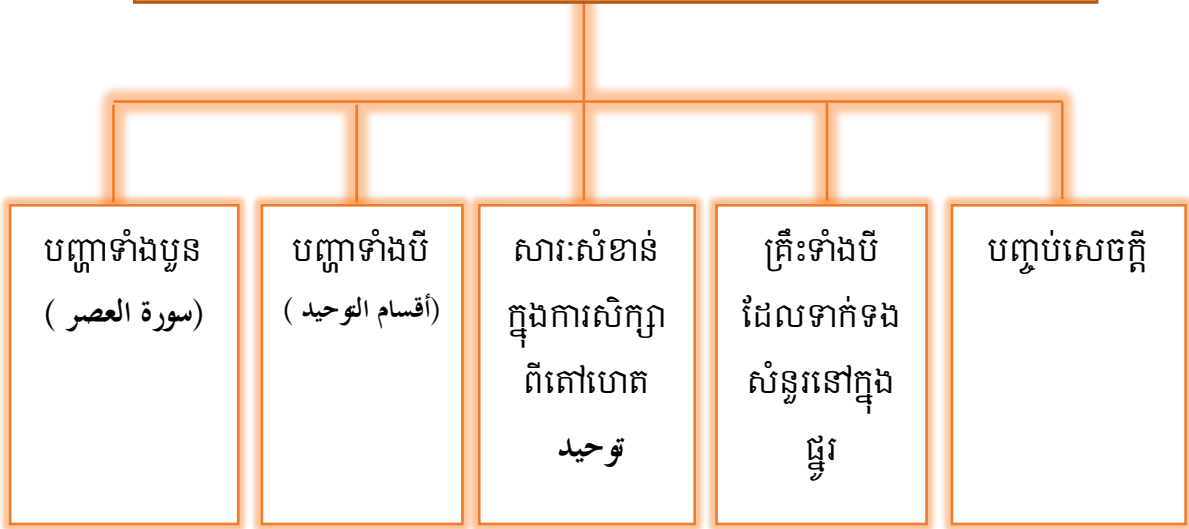 បញ្ហាទាំងបួន
(سورة العصر )
បញ្ហាទាំងបី
(أقسام التوحيد )
សារៈសំខាន់
ក្នុងការសិក្សា
ពីតៅហេត
توحيد
គ្រឹះទាំងបី
ដែលទាក់ទង
សំនួរនៅក្នុង
ផ្នូរ
បញ្ចប់សេចក្តី